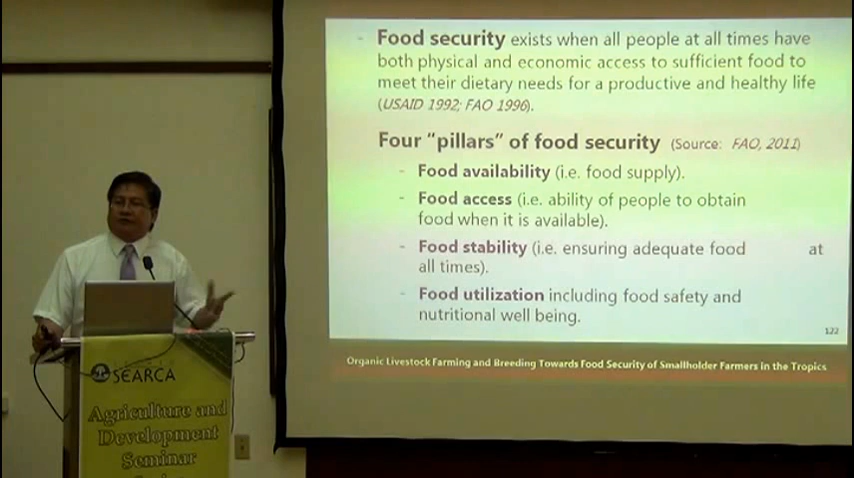 - Food security exists when all people at all times have
both physical and economic access to sufficient food to
meet their dietary needs for a productive and healthy life
(USAID 1992; FAO 1996).
Four “pillars” of food security (Source: FAO, 2011)
- Food availability (i.e. food supply).
- Food access (i.e. ability of people to obtain
food when it is available).
- Food stability (i.e. ensuring adequate food at
all times).
- Food utilization including food safety and
nutritional well being.
122
Organic Livestock Farming and Breeding Towards Food Security of Smallholder Farmers in the Tropics
SEARCA
Agriculture and
Development
Seminar